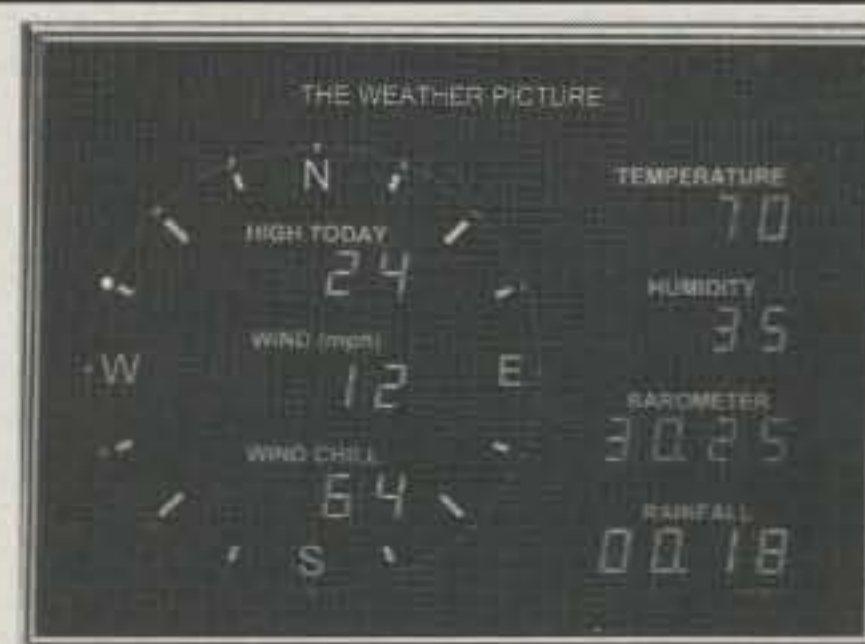 THE WEATHER PICTURE
N
HIGH TODAY
24
WIND (mph)
12
W
E
WIND CHILL
64
S
TEMPERATURE
70
HUMIDITY
35
BAROMETER
30.25
RAINFALL
00.18